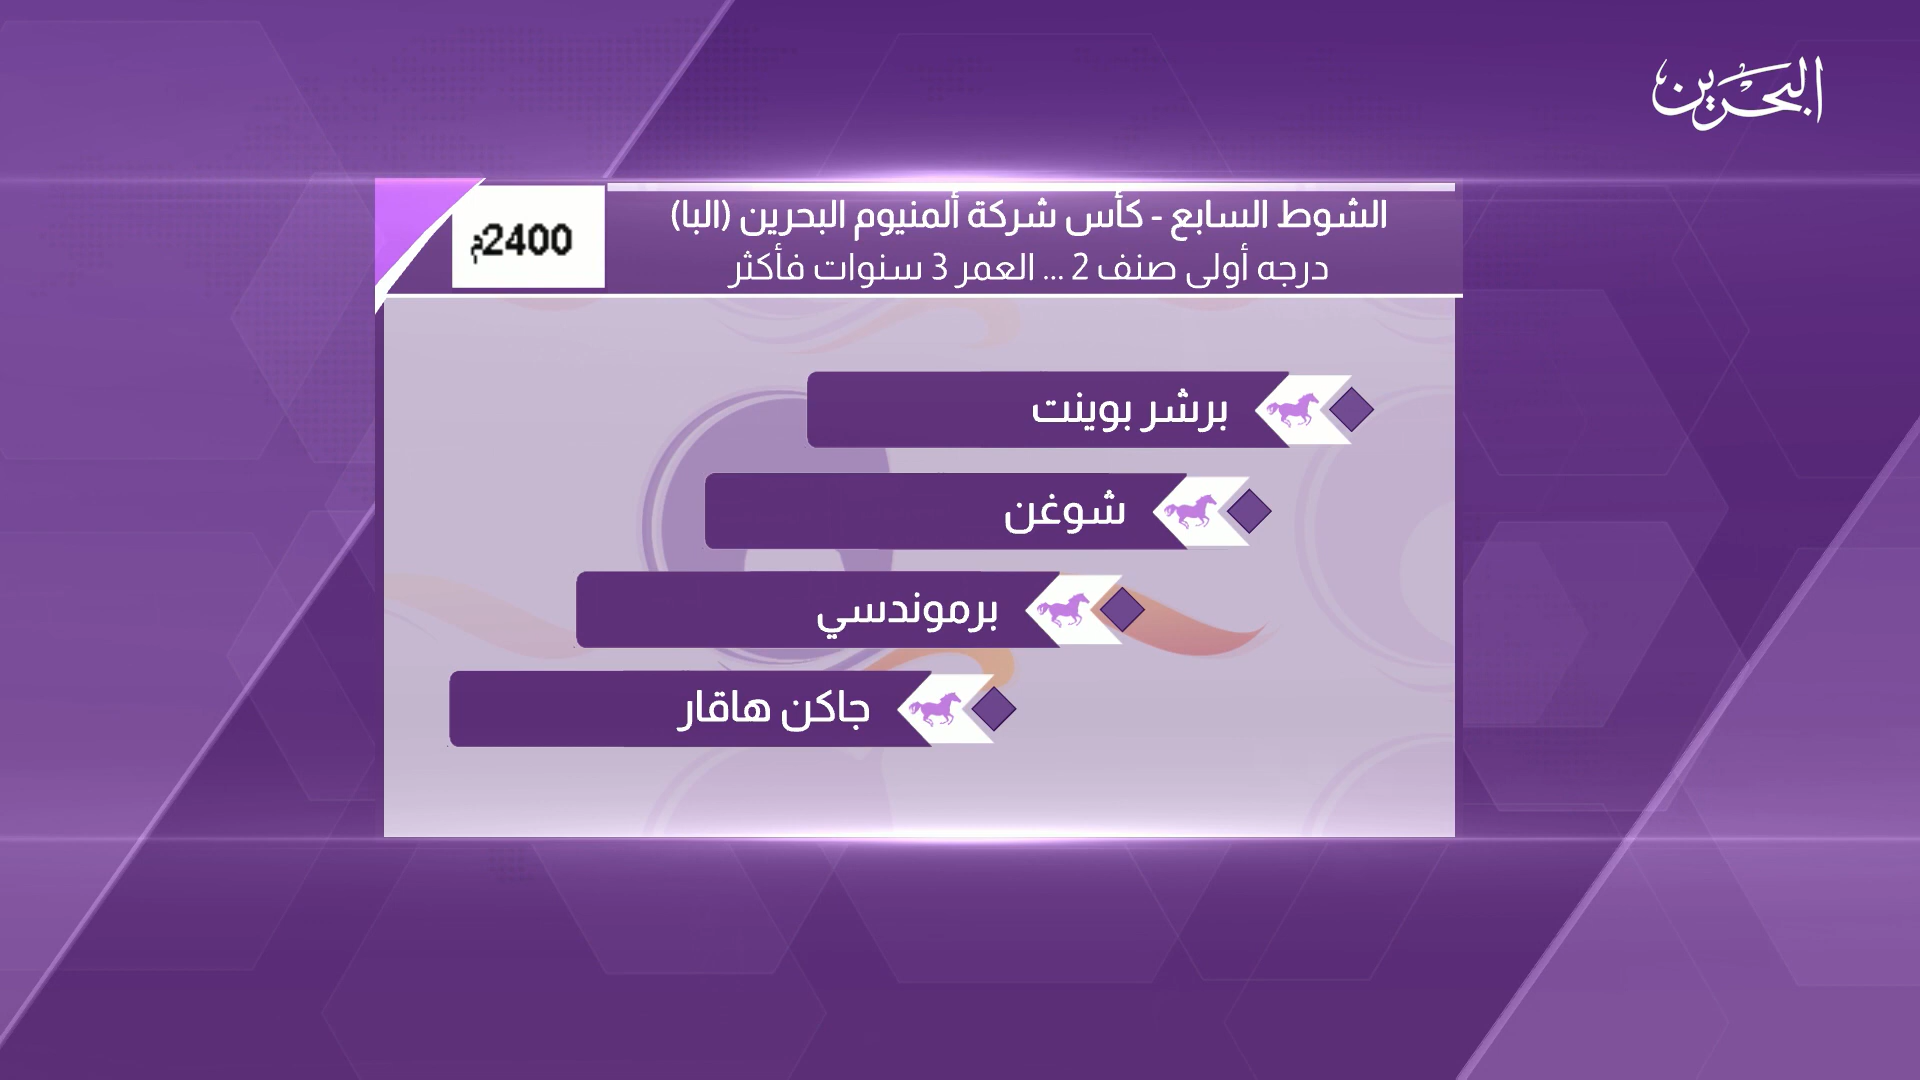 البحرين
الشوط السابع - كأس شركة ألمنيوم البحرين (البا)
درجه أولى صنف 2 ... العمر 3 سنوات فأكثر
2400م
برشر بوينت
شوغن
برموندسي
جاكن هاقار